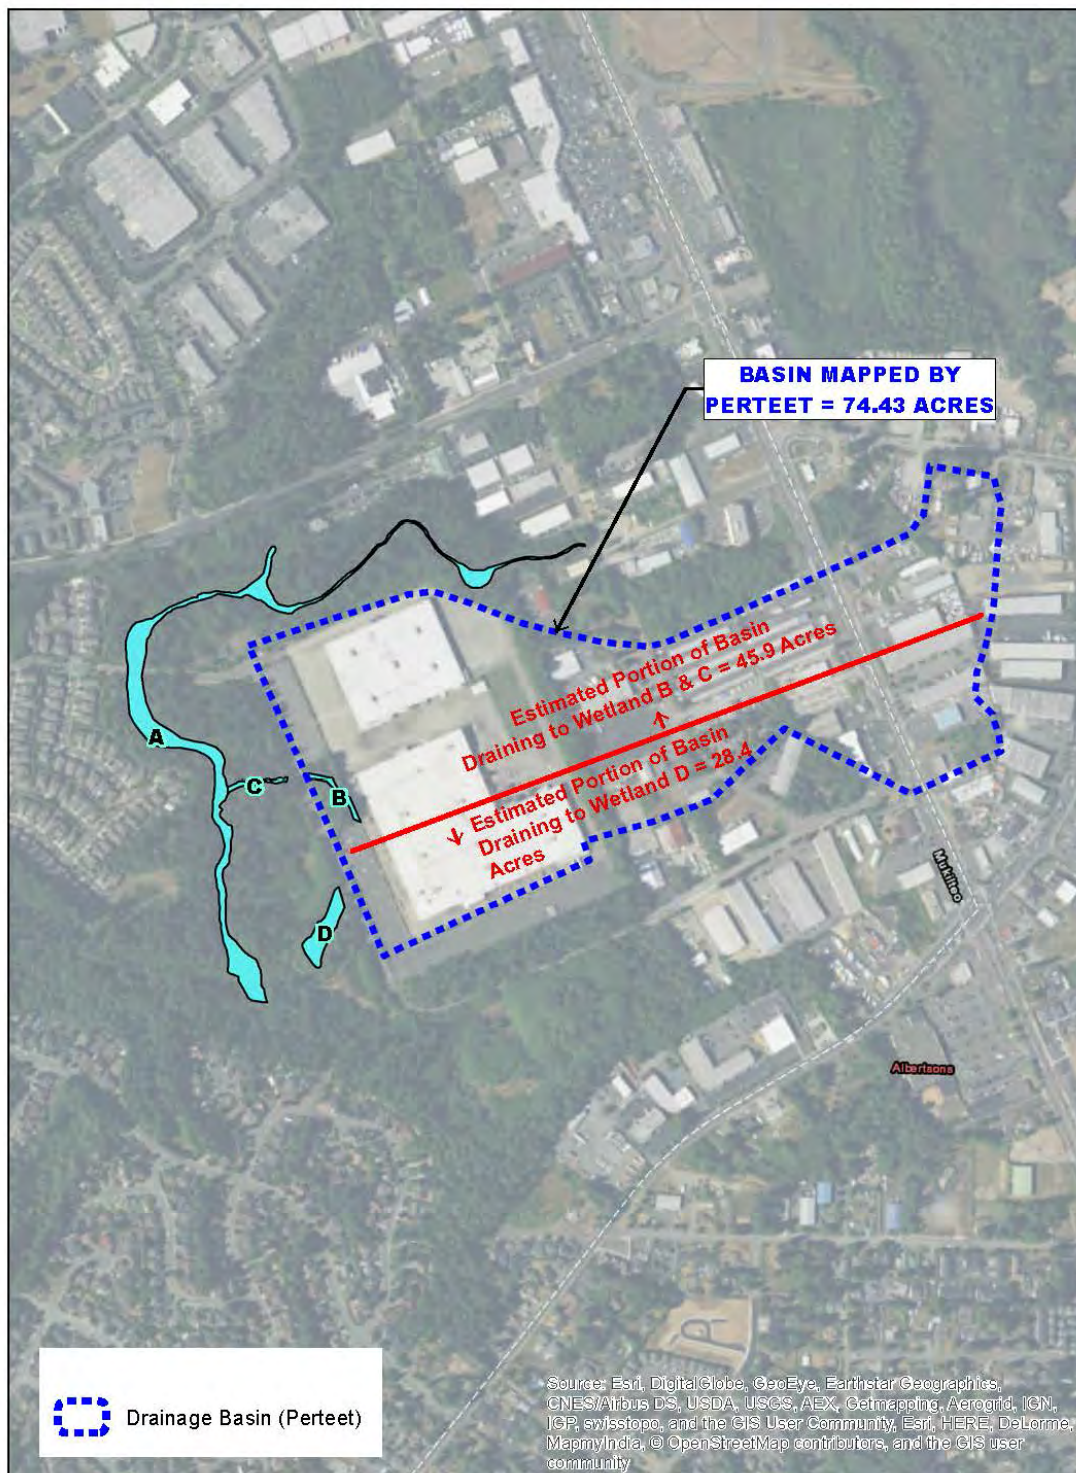 BASIN MAPPED BY
PERTEET = 74.43 ACRES
Estimated Portion of Basin
Draining to Wetland B & C = 45.9 Acres
Estimated Portion of Basin
Draining to Wetland D = 28.4
Acres
A
C
B
D
Mukilteo
Albertsons
Drainage Basin (Perteet)
Source: Esri, DigitalGlobe, GeoEye, Earthstar Geographics,
CNES/Airbus DS, USDA, USGS, AEX, Getmapping, Aerogrid, IGN,
IGP, swisstopo, and the GIS User Community, Esri, HERE, DeLorme,
MapmyIndia, © OpenStreetMap contributors, and the GIS user
community